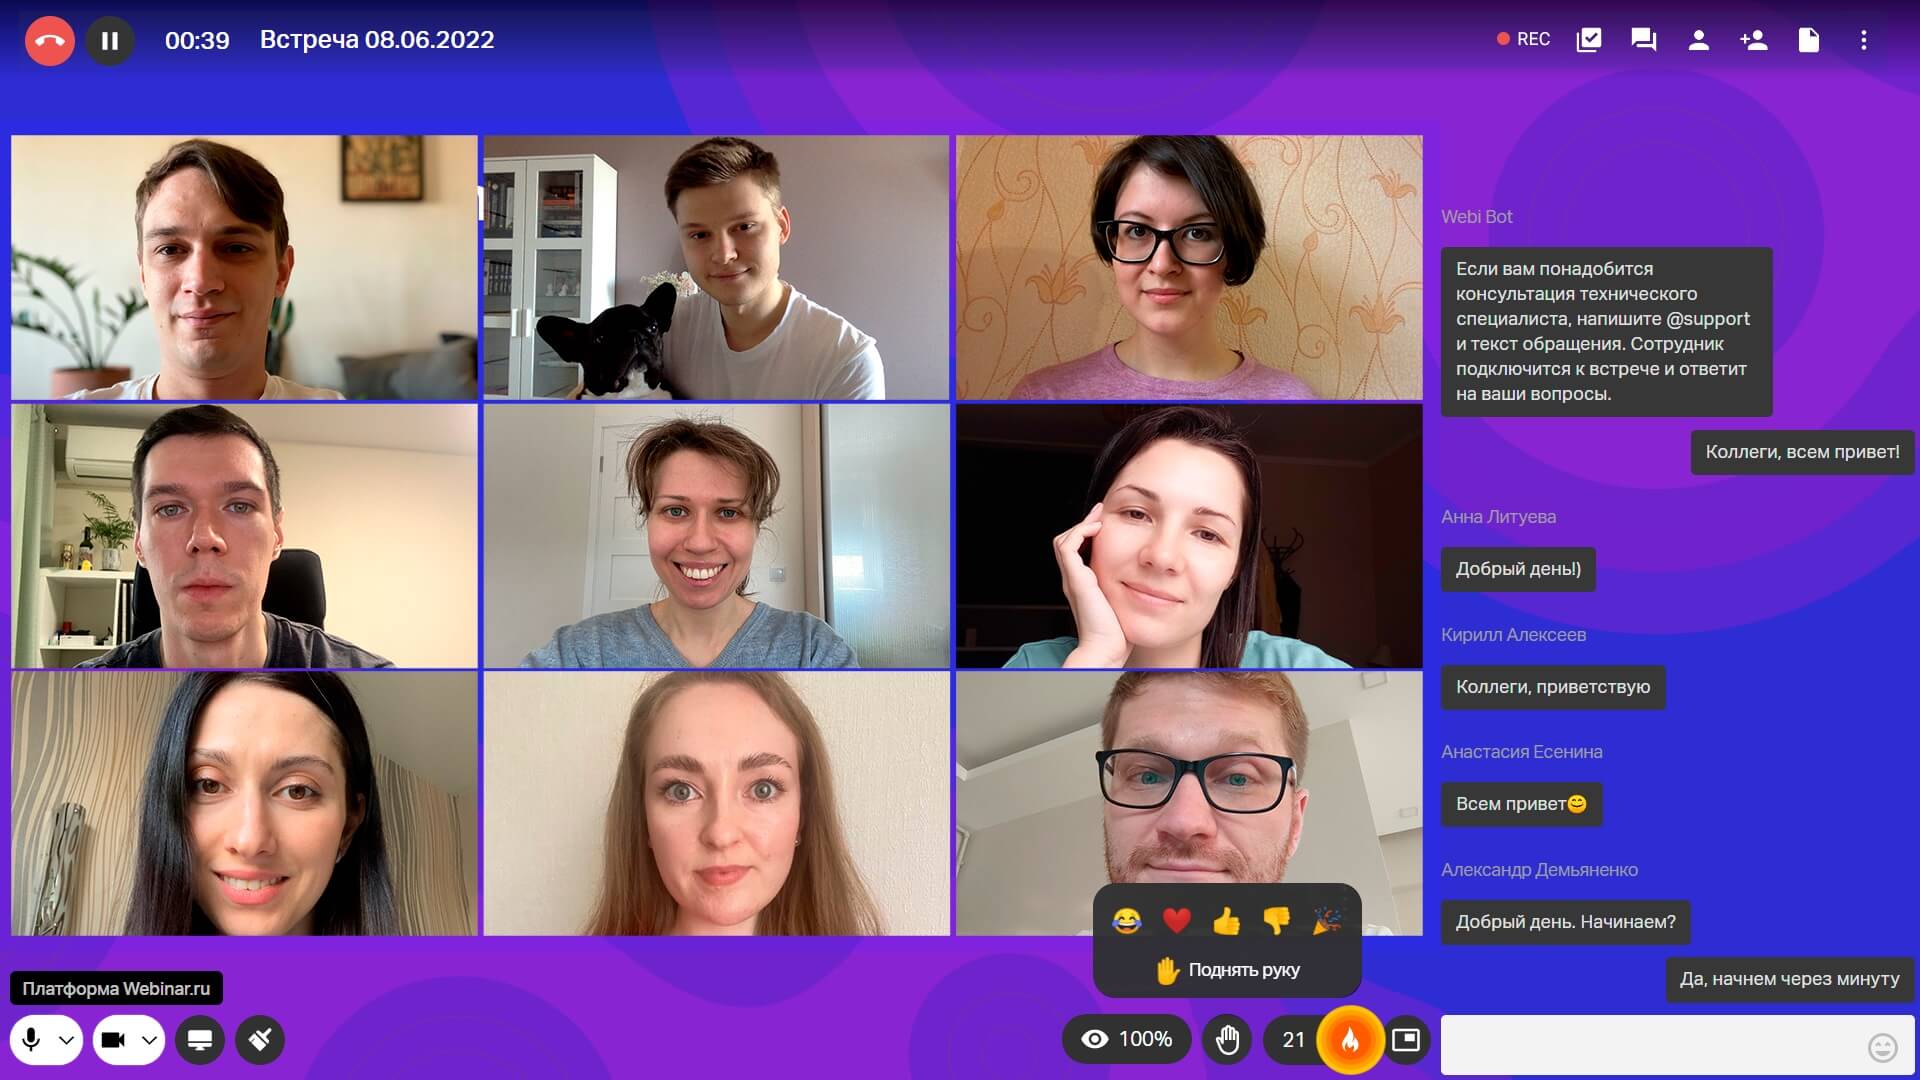 00:39
Встреча 08.06.2022
REC
Webi Bot
Если вам понадобится
консультация технического
специалиста, напишите @support
и текст обращения. Сотрудник
подключится к встрече и ответит
на ваши вопросы.
Коллеги, всем привет!
Анна Литуева
Добрый день!)
Кирилл Алексеев
Коллеги, приветствую
Анастасия Есенина
Всем привет😊
Александр Демьяненко
Добрый день. Начинаем?
Да, начнем через минуту
Поднять руку
Платформа Webinar.ru
100%
21